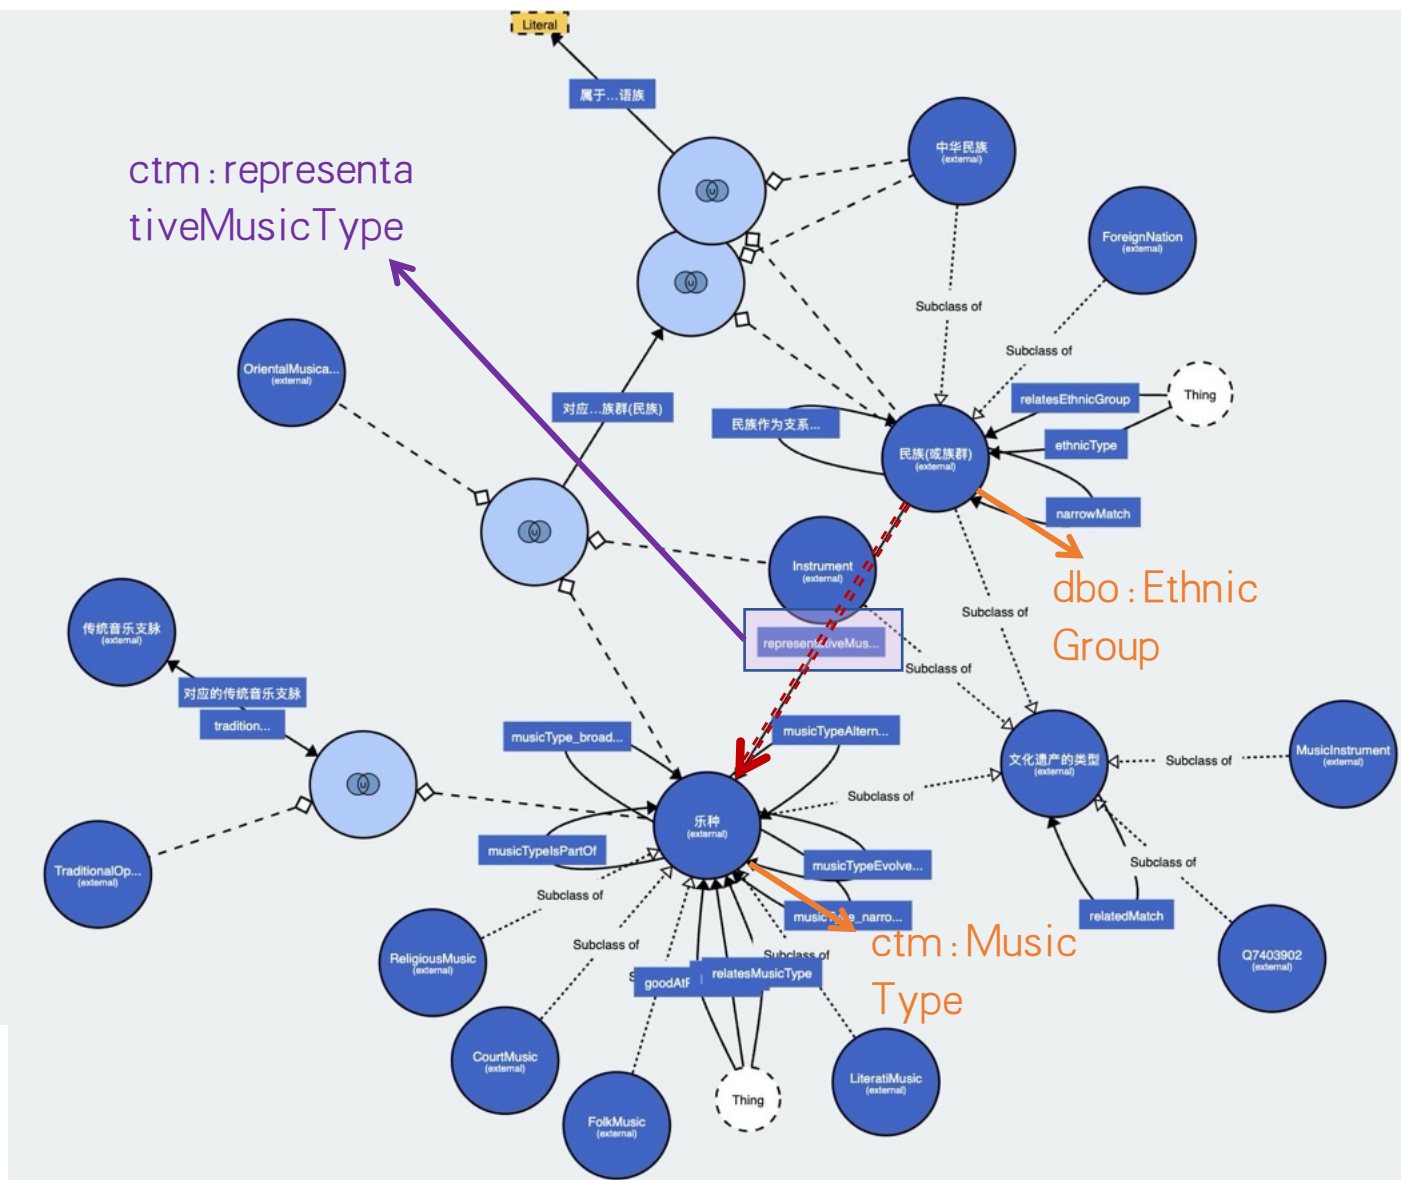 Literal
属于...语族
中华民族
(external)
ctm:representa
tiveMusicType
ForeignNation
(external)
Subclass of
Subclass of
OrientalMusica...
(external)
Thing
relatesEthnicGroup
对应...族群(民族)
民族作为支系...
ethnicType
民族(或族群)
(external)
narrowMatch
Instrument
(external)
dbo:Ethnic
Group
Subclass of
传统音乐支脉
(external)
representativeMus...
Subclass of
对应的传统音乐支脉
tradition...
musicType_broad...
musicTypeAltern...
文化遗产的类型
(external)
Subclass of
MusicInstrument
(external)
Subclass of
乐种
(external)
musicTypeIsPartOf
musicTypeEvolve...
Subclass of
TraditionalOp...
(external)
Subclass of
musicType_narro...
relatedMatch
ctm:Music
Type
Subclass of
Subclass of
ReligiousMusic
(external)
relatesMusicType
goodAtP
Q7403902
(external)
CourtMusic
(external)
LiteratiMusic
(external)
Thing
FolkMusic
(external)